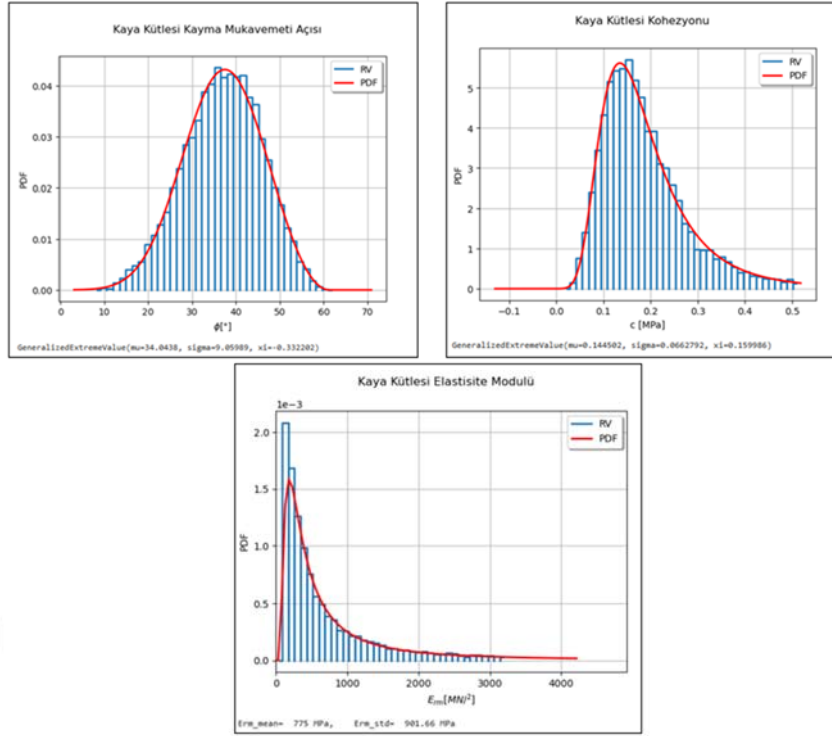 Kaya Kütlesi Kayma Mukavemeti Açısı
RV
PDF
PDF
0.04
0.03
0.02
0.01
0.00
0 10 20 30 40 50 60 70
ϕ[°]
GeneralizedExtremeValue(mu=34.0438, sigma=9.05989, xi=-0.332202)
Kaya Kütlesi Kohezyonu
RV
PDF
PDF
5
4
3
2
1
0
-0.1 0.0 0.1 0.2 0.3 0.4 0.5
c [MPa]
GeneralizedExtremeValue(mu=0.144502, sigma=0.0662792, xi=0.159986)
Kaya Kütlesi Elastisite Modülü
1e−3
RV
PDF
PDF
2.0
1.5
1.0
0.5
0.0
0 1000 2000 3000 4000
Erm[MN/²]
Erm_mean= 775 MPa, Erm_std= 901.66 MPa